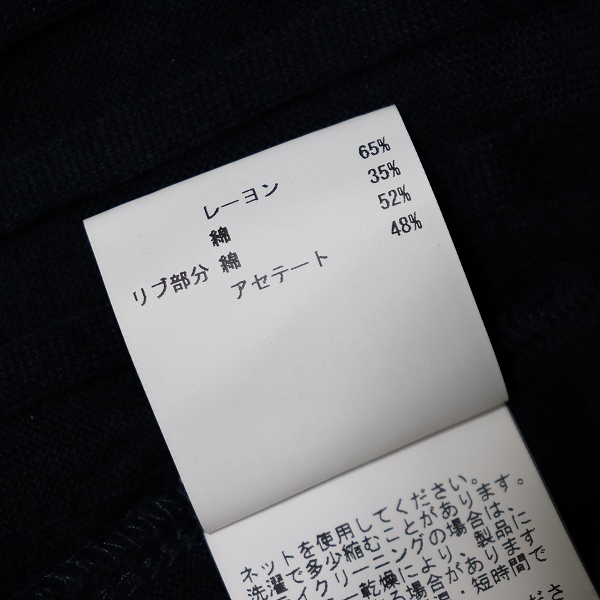 レーヨン 65%
綿 35%
リブ部分 綿 52%
アセテート 48%
ネットを使用してください。
洗濯で多少縮むことがあります。
イクリーニングの場合は、
ー乾燥により、製品に
る場合があります
・短時間で
ださ